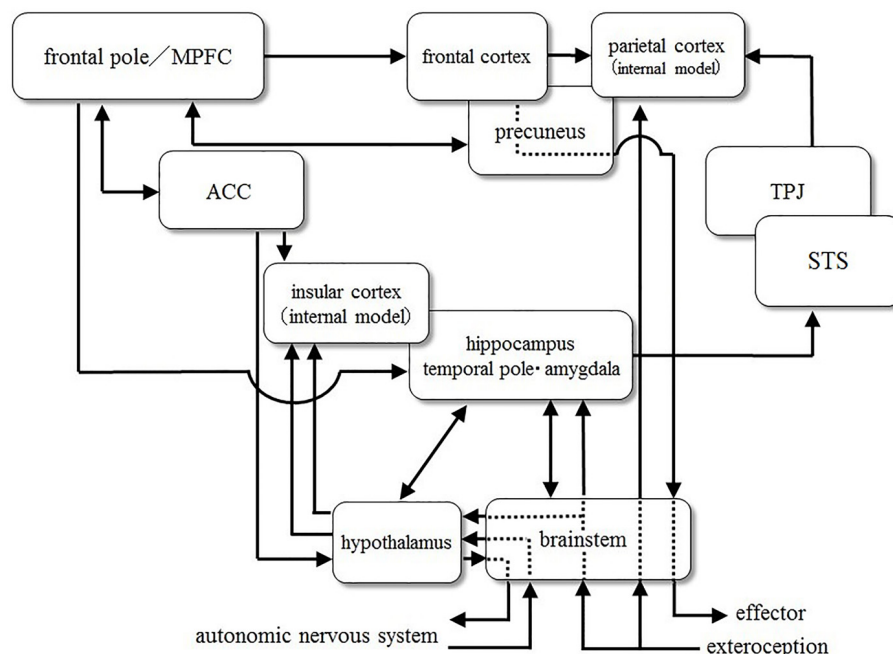 frontal pole／MPFC
frontal cortex
parietal cortex
(internal model)
precuneus
ACC
TPJ
STS
insular cortex
(internal model)
hippocampus
temporal pole・amygdala
hypothalamus
brainstem
effector
autonomic nervous system
exteroception